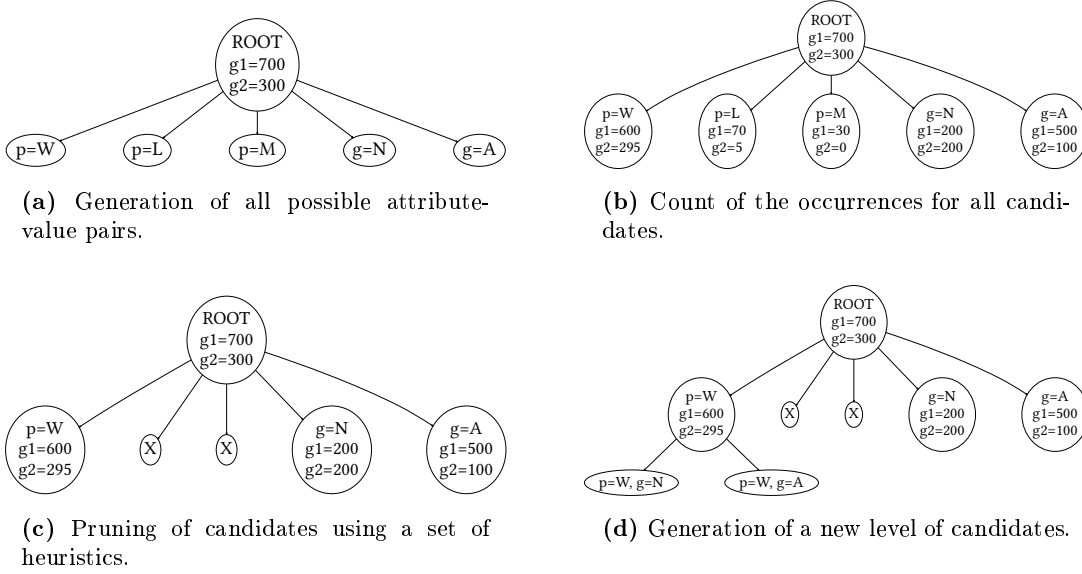 ROOT
g1=700
g2=300
p=W
p=L
p=M
g=N
g=A
(a) Generation of all possible attribute-
value pairs.
ROOT
g1=700
g2=300
p=W
g1=600
g2=295
p=L
g1=70
g2=5
p=M
g1=30
g2=0
g=N
g1=200
g2=200
g=A
g1=500
g2=100
(b) Count of the occurrences for all candi-
dates.
ROOT
g1=700
g2=300
p=W
g1=600
g2=295
X
X
g=N
g1=200
g2=200
g=A
g1=500
g2=100
(c) Pruning of candidates using a set of
heuristics.
ROOT
g1=700
g2=300
p=W
g1=600
g2=295
X
X
g=N
g1=200
g2=200
g=A
g1=500
g2=100
p=W, g=N
p=W, g=A
(d) Generation of a new level of candidates.